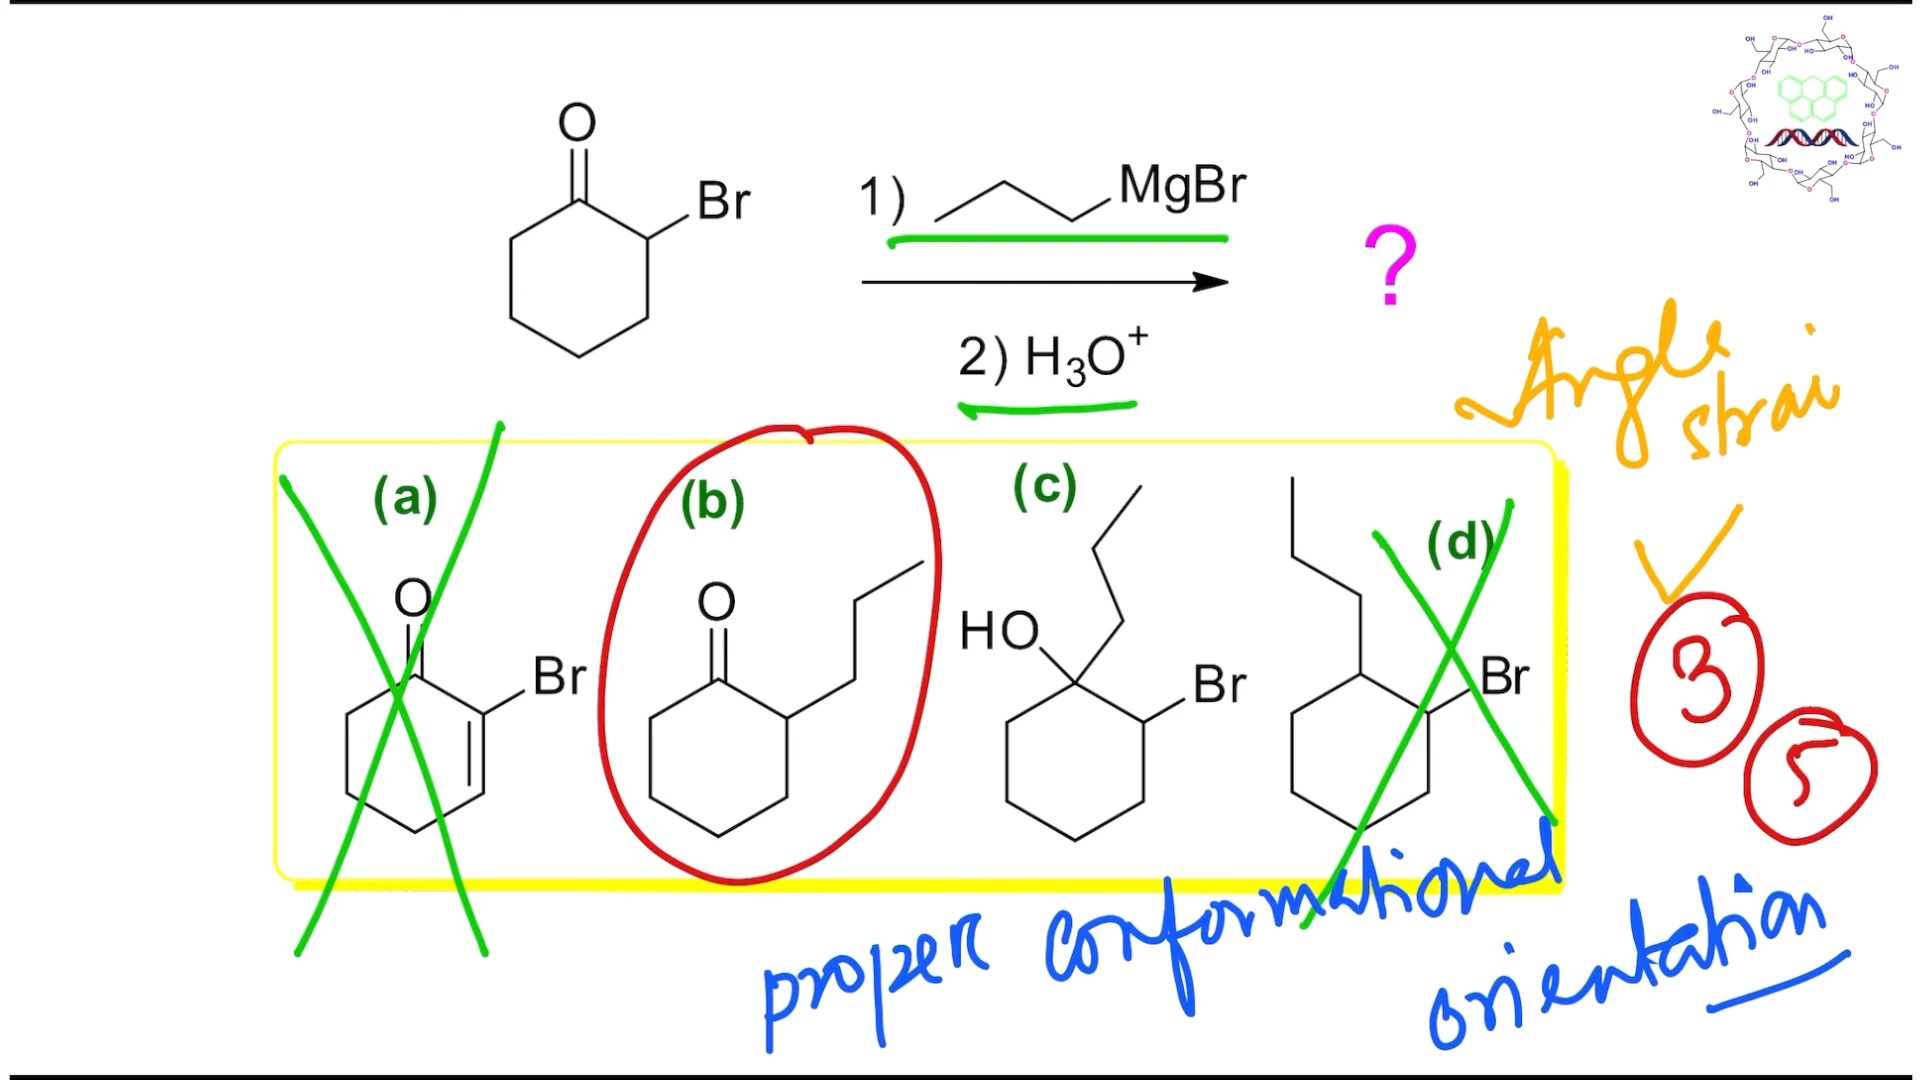 O
Br
1)
MgBr
?
2) H3O+
Angle
strai
(a)
(b)
(c)
(d)
O
Br
O
HO
Br
Br
3
5
proper conformational
orientation